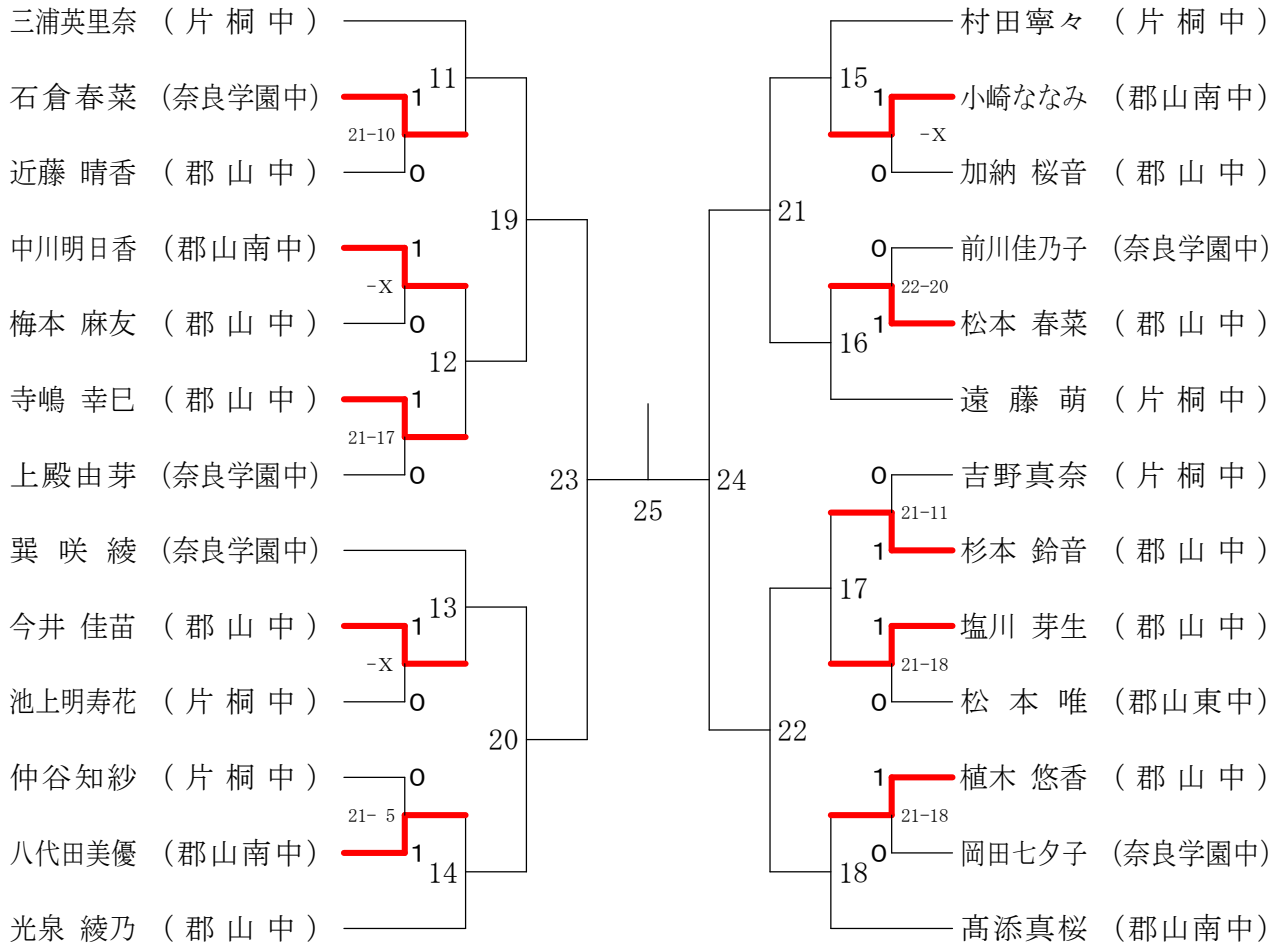 三浦英里奈 （片桐中）
11
石倉春菜 （奈良学園中） 1
21-10
近藤 晴香 （郡山中） 0
19
中川明日香 （郡山南中） 1
-X
梅本 麻友 （郡山中） 0
12
寺嶋 幸巳 （郡山中） 1
21-17
上殿由芽 （奈良学園中） 0
23
巽 咲 綾 （奈良学園中）
13
今井 佳苗 （郡山中） 1
-X
池上明寿花 （片桐中） 0
20
仲谷知紗 （片桐中） 0
21- 5
八代田美優 （郡山南中） 1
14
光泉 綾乃 （郡山中）
25
村田寧々 （片桐中）
15
1 小崎ななみ （郡山南中）
-X
0 加納 桜音 （郡山中）
21
0 前川佳乃子 （奈良学園中）
22-20
1 松本 春菜 （郡山中）
16
遠 藤 萌 （片桐中）
24
0 吉野真奈 （片桐中）
21-11
1 杉本 鈴音 （郡山中）
17
1 塩川 芽生 （郡山中）
21-18
0 松 本 唯 （郡山東中）
22
1 植木 悠香 （郡山中）
21-18
0 岡田七夕子 （奈良学園中）
18
髙添真桜 （郡山南中）